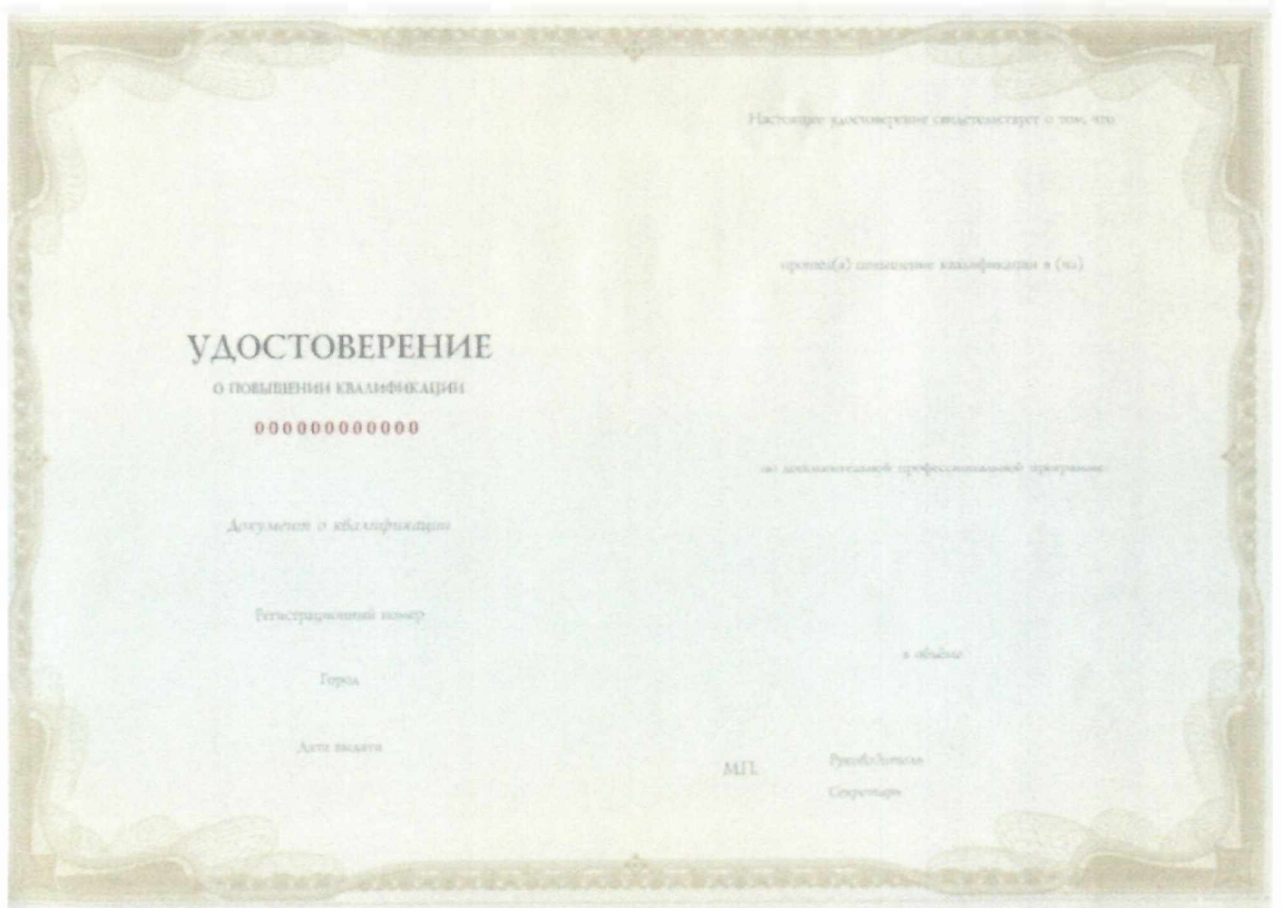 УДОСТОВЕРЕНИЕ
О ПОВЫШЕНИИ КВАЛИФИКАЦИИ
000000000000
Документ о квалификации
Регистрационный номер
Город
Дата выдачи
Настоящее удостоверение свидетельствует о том, что
прошел(а) повышение квалификации в (на)
по дополнительной профессиональной программе
в объёме
М.П.
Руководитель
Секретарь